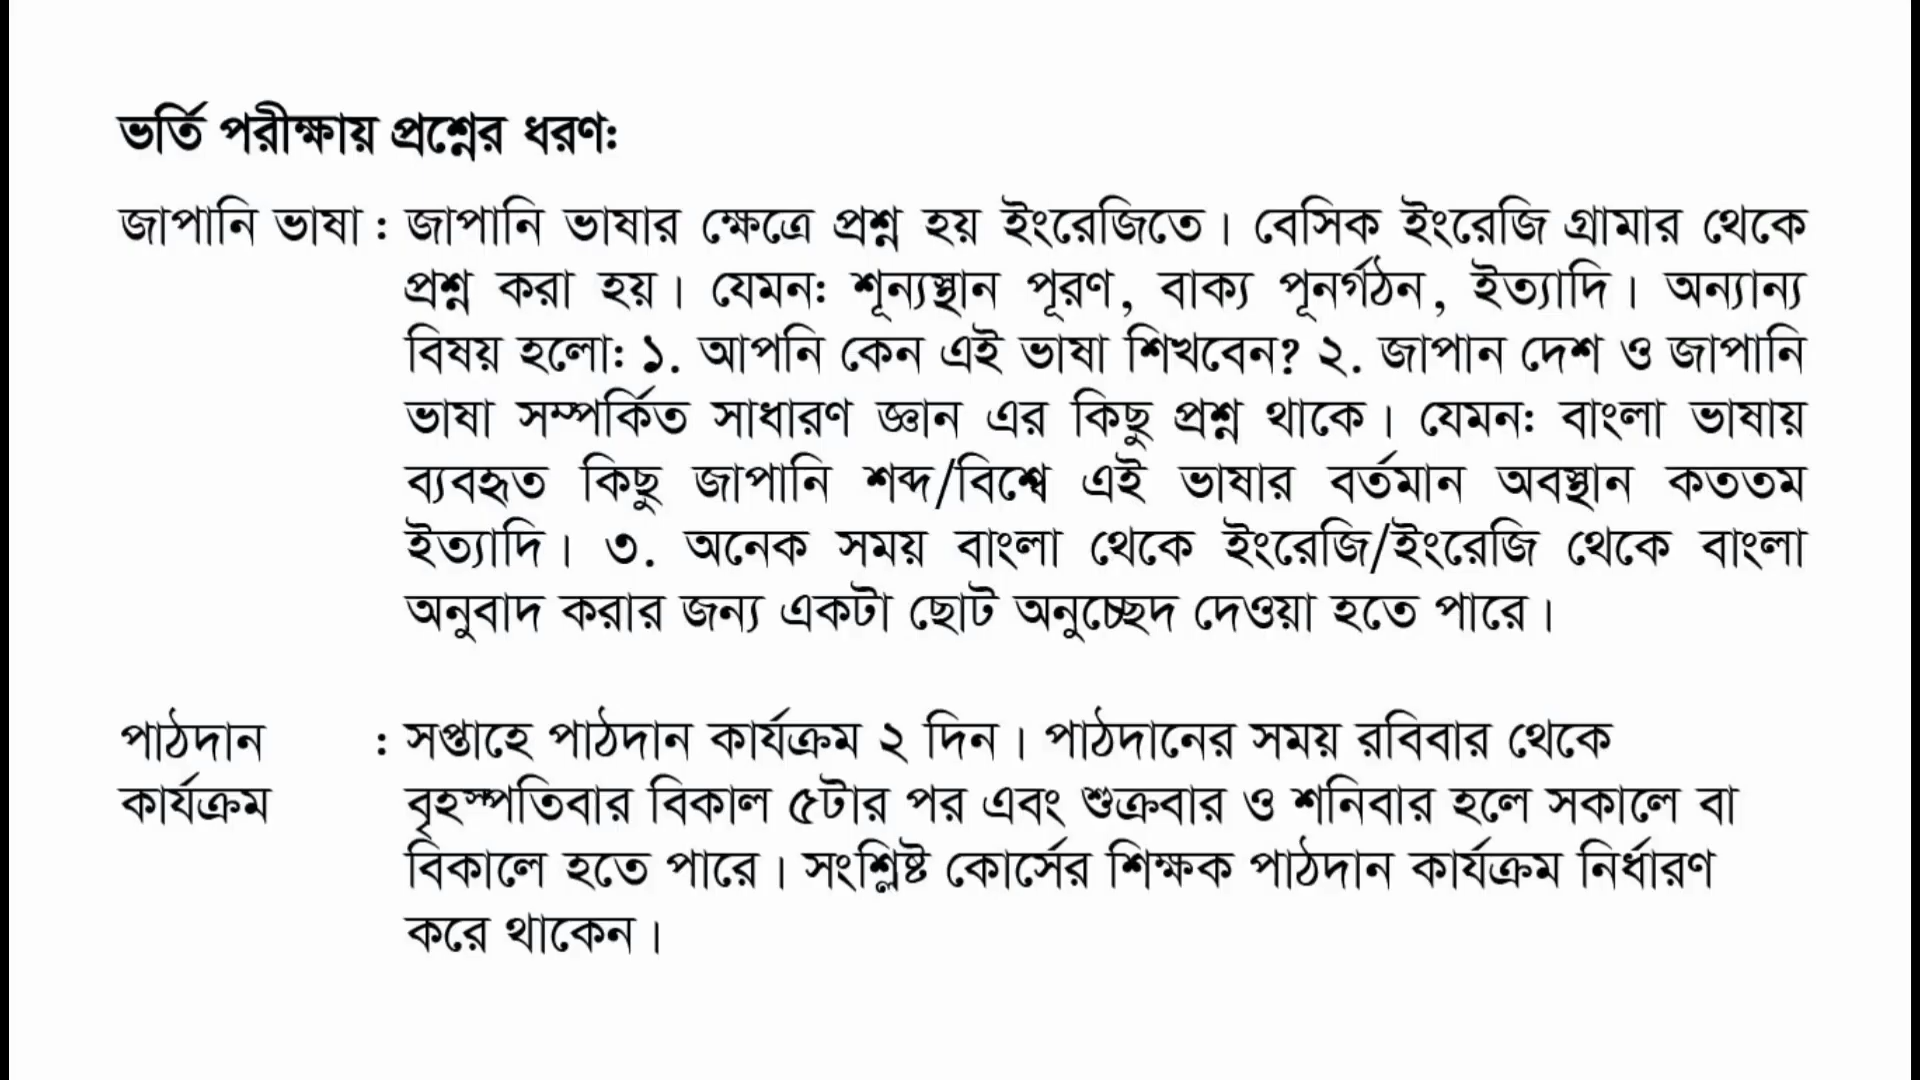 ভর্তি পরীক্ষায় প্রশ্নের ধরণঃ
জাপানি ভাষা : জাপানি ভাষার ক্ষেত্রে প্রশ্ন হয় ইংরেজিতে। বেসিক ইংরেজি গ্রামার থেকে
প্রশ্ন করা হয়। যেমনঃ শূন্যস্থান পূরণ, বাক্য পূনর্গঠন, ইত্যাদি। অন্যান্য
বিষয় হলোঃ ১. আপনি কেন এই ভাষা শিখবেন? ২. জাপান দেশ ও জাপানি
ভাষা সম্পর্কিত সাধারণ জ্ঞান এর কিছু প্রশ্ন থাকে। যেমনঃ বাংলা ভাষায়
ব্যবহৃত কিছু জাপানি শব্দ/বিশ্বে এই ভাষার বর্তমান অবস্থান কততম
ইত্যাদি। ৩. অনেক সময় বাংলা থেকে ইংরেজি/ইংরেজি থেকে বাংলা
অনুবাদ করার জন্য একটা ছোট অনুচ্ছেদ দেওয়া হতে পারে।
পাঠদান : সপ্তাহে পাঠদান কার্যক্রম ২ দিন। পাঠদানের সময় রবিবার থেকে
কার্যক্রম বৃহস্পতিবার বিকাল ৫টার পর এবং শুক্রবার ও শনিবার হলে সকালে বা
বিকালে হতে পারে। সংশ্লিষ্ট কোর্সের শিক্ষক পাঠদান কার্যক্রম নির্ধারণ
করে থাকেন।